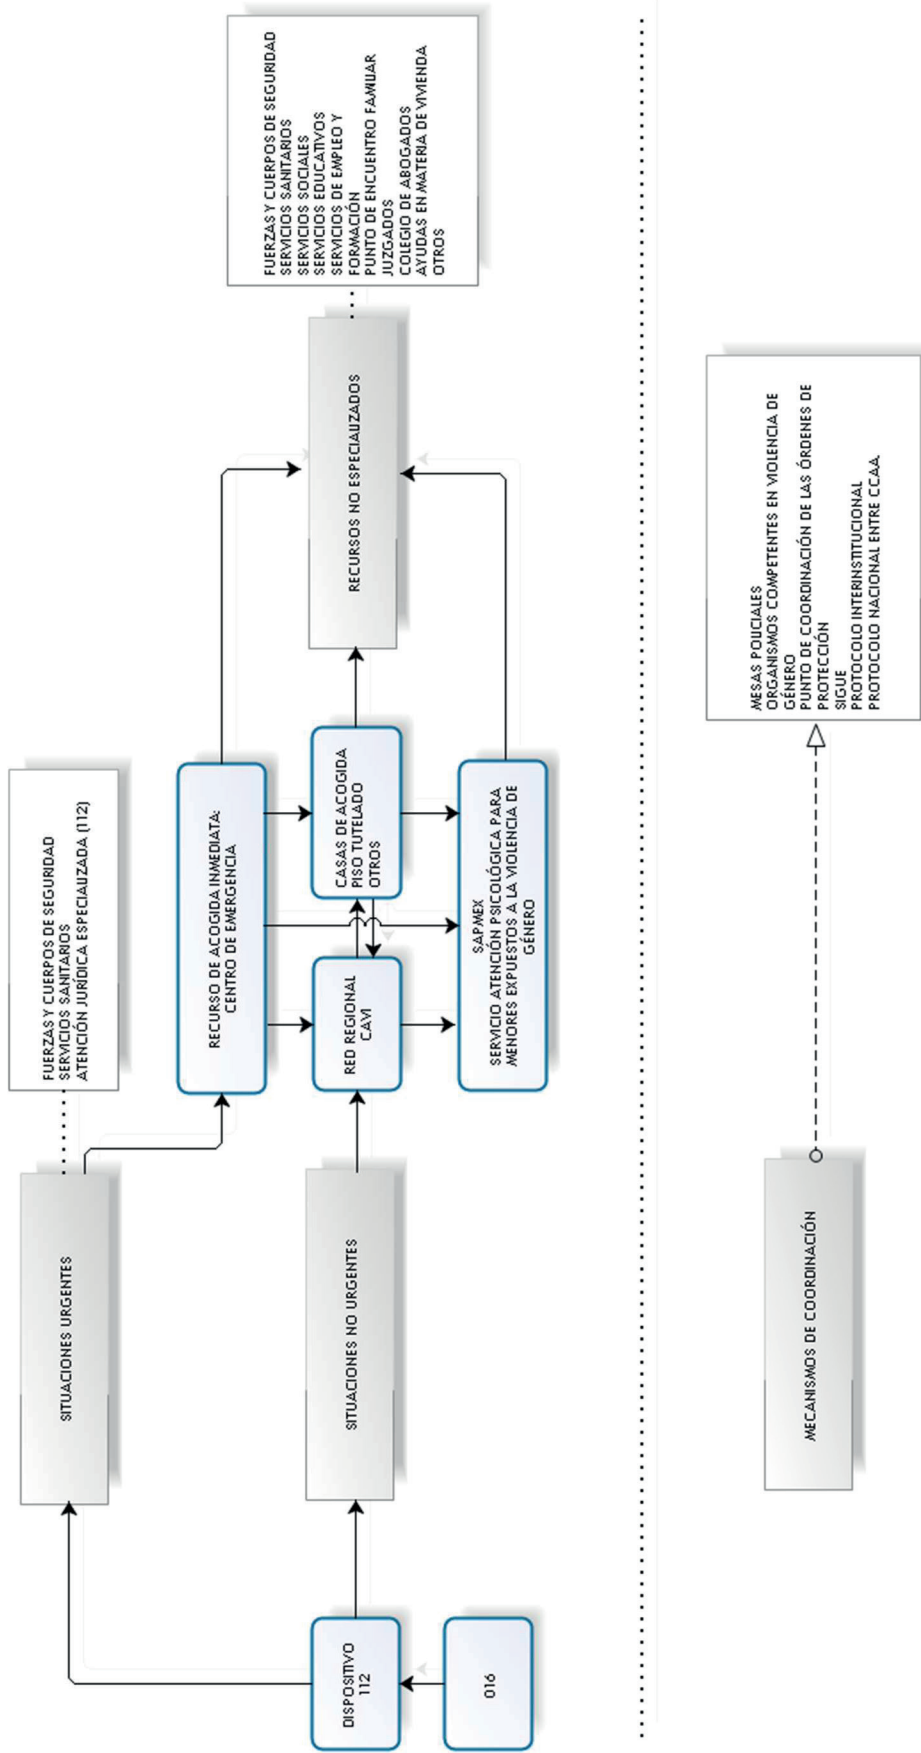 FUERZAS Y CUERPOS DE SEGURIDAD
SERVICIOS SANITARIOS
ATENCIÓN JURÍDICA ESPECIALIZADA (112)
SITUACIONES URGENTES
RECURSO DE ACOGIDA INMEDIATA:
CENTRO DE EMERGENCIA
FUERZAS Y CUERPOS DE SEGURIDAD
SERVICIOS SANITARIOS
SERVICIOS SOCIALES
SERVICIOS EDUCATIVOS
SERVICIOS DE EMPLEO Y
FORMACIÓN
PUNTO DE ENCUENTRO FAMILIAR
JUZGADOS
COLEGIO DE ABOGADOS
AYUDAS EN MATERIA DE VIVIENDA
OTROS
DISPOSITIVO
112
SITUACIONES NO URGENTES
RED REGIONAL
CAVI
CASAS DE ACOGIDA
PISO TUTELADO
OTROS
RECURSOS NO ESPECIALIZADOS
016
SAPMEX
SERVICIO ATENCIÓN PSICOLÓGICA PARA
MENORES EXPUESTOS A LA VIOLENCIA DE
GÉNERO
MECANISMOS DE COORDINACIÓN
MESAS POLICIALES
ORGANISMOS COMPETENTES EN VIOLENCIA DE
GÉNERO
PUNTO DE COORDINACIÓN DE LAS ÓRDENES DE
PROTECCIÓN
SIGUE
PROTOCOLO INTERINSTITUCIONAL
PROTOCOLO NACIONAL ENTRE CCAA